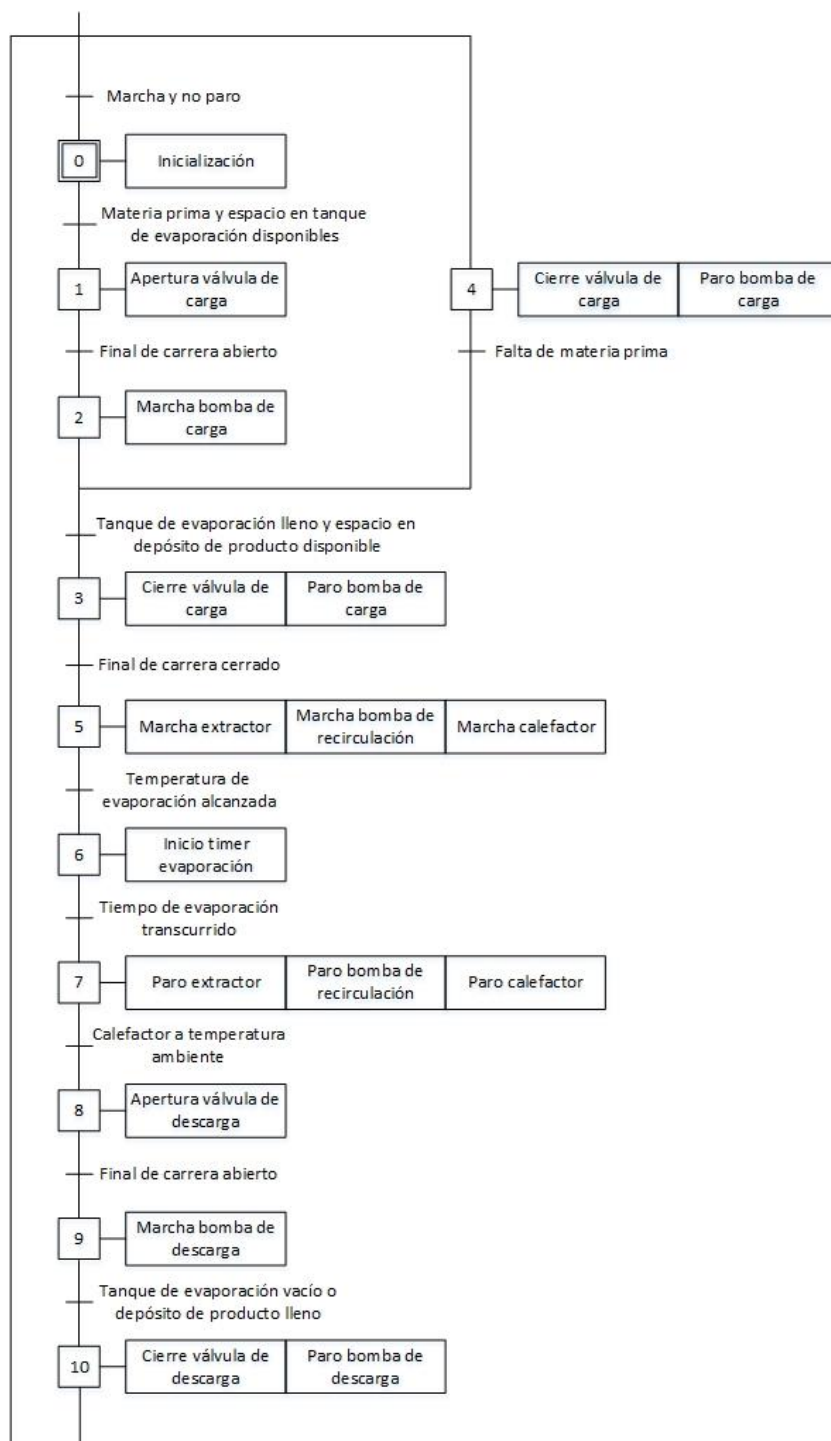 Marcha y no paro
0
Inicialización
Materia prima y espacio en tanque
de evaporación disponibles
1
Apertura válvula de
carga
4
Cierre válvula de
carga
Paro bomba de
carga
Final de carrera abierto
Falta de materia prima
2
Marcha bomba de
carga
Tanque de evaporación lleno y espacio en
depósito de producto disponible
3
Cierre válvula de
carga
Paro bomba de
carga
Final de carrera cerrado
5
Marcha extractor
Marcha bomba de
recirculación
Marcha calefactor
Temperatura de
evaporación alcanzada
6
Inicio timer
evaporación
Tiempo de evaporación
transcurrido
7
Paro extractor
Paro bomba de
recirculación
Paro calefactor
Calefactor a temperatura
ambiente
8
Apertura válvula de
descarga
Final de carrera abierto
9
Marcha bomba de
descarga
Tanque de evaporación vacío o
depósito de producto lleno
10
Cierre válvula de
descarga
Paro bomba de
descarga